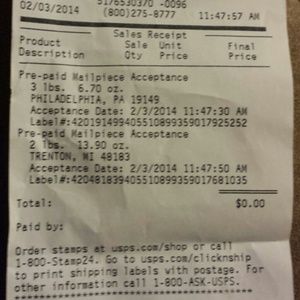 5176530370 -0096
02/03/2014 (800)275-8777 11:47:57 AM
Sales Receipt
Product Sale Unit Final
Description Qty Price Price
Pre-paid Mailpiece Acceptance
3 lbs. 6.70 oz.
PHILADELPHIA, PA 19149
Acceptance Date: 2/3/2014 11:47:30 AM
Label#:420191499405510899359017925252
Pre-paid Mailpiece Acceptance
2 lbs. 13.90 oz.
TRENTON, MI 48183
Acceptance Date: 2/3/2014 11:47:50 AM
Label#:420481839405510899359017681035
Total: $0.00
Paid by:
Order stamps at usps.com/shop or call
1-800-Stamp24. Go to usps.com/clicknship
to print shipping labels with postage. For
other information call 1-800-ASK-USPS.